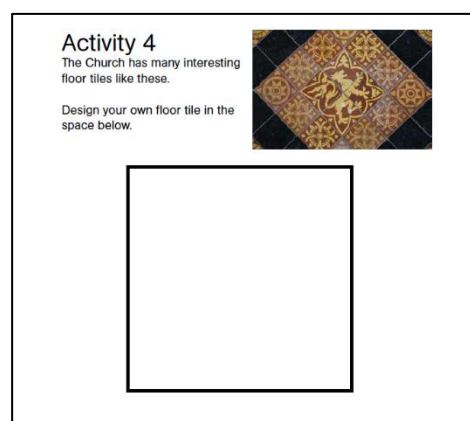 Activity 4
The Church has many interesting
floor tiles like these.
Design your own floor tile in the
space below.